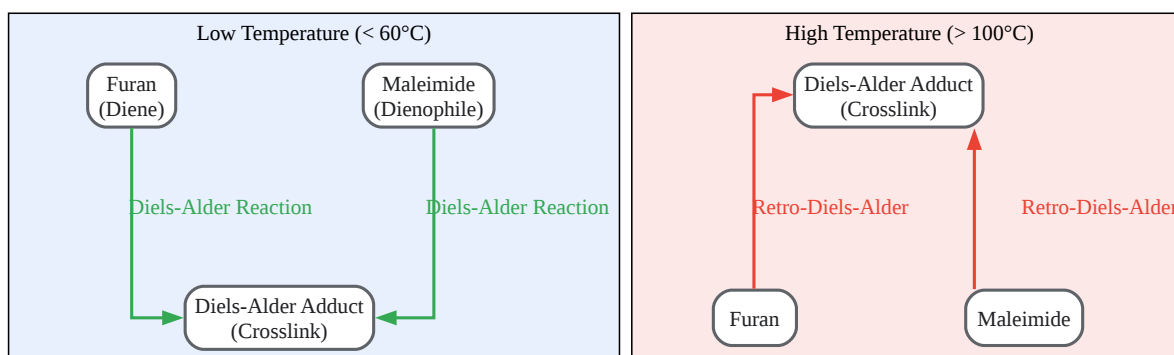 Low Temperature (< 60°C)
Furan
(Diene)
Maleimide
(Dienophile)
Diels-Alder Reaction
Diels-Alder Reaction
Diels-Alder Adduct
(Crosslink)
High Temperature (> 100°C)
Diels-Alder Adduct
(Crosslink)
Retro-Diels-Alder
Retro-Diels-Alder
Furan
Maleimide